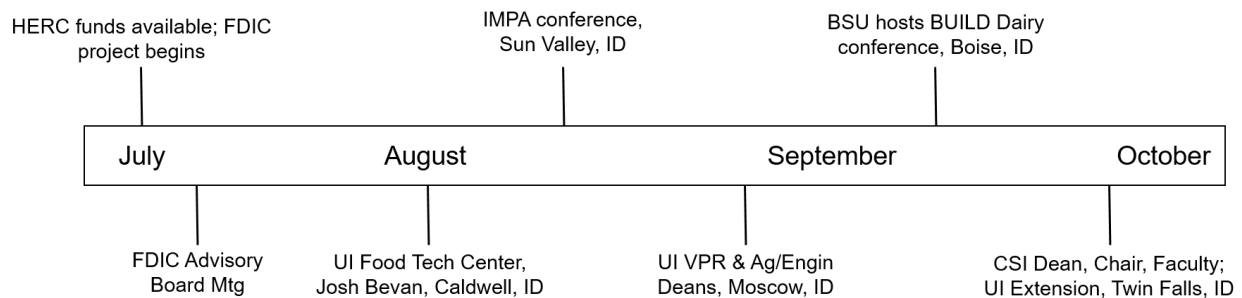 HERC funds available; FDIC
project begins
IMPA conference,
Sun Valley, ID
BSU hosts BUILD Dairy
conference, Boise, ID
July
August
September
October
FDIC Advisory
Board Mtg
UI Food Tech Center,
Josh Bevan, Caldwell, ID
UI VPR & Ag/Engin
Deans, Moscow, ID
CSI Dean, Chair, Faculty;
UI Extension, Twin Falls, ID